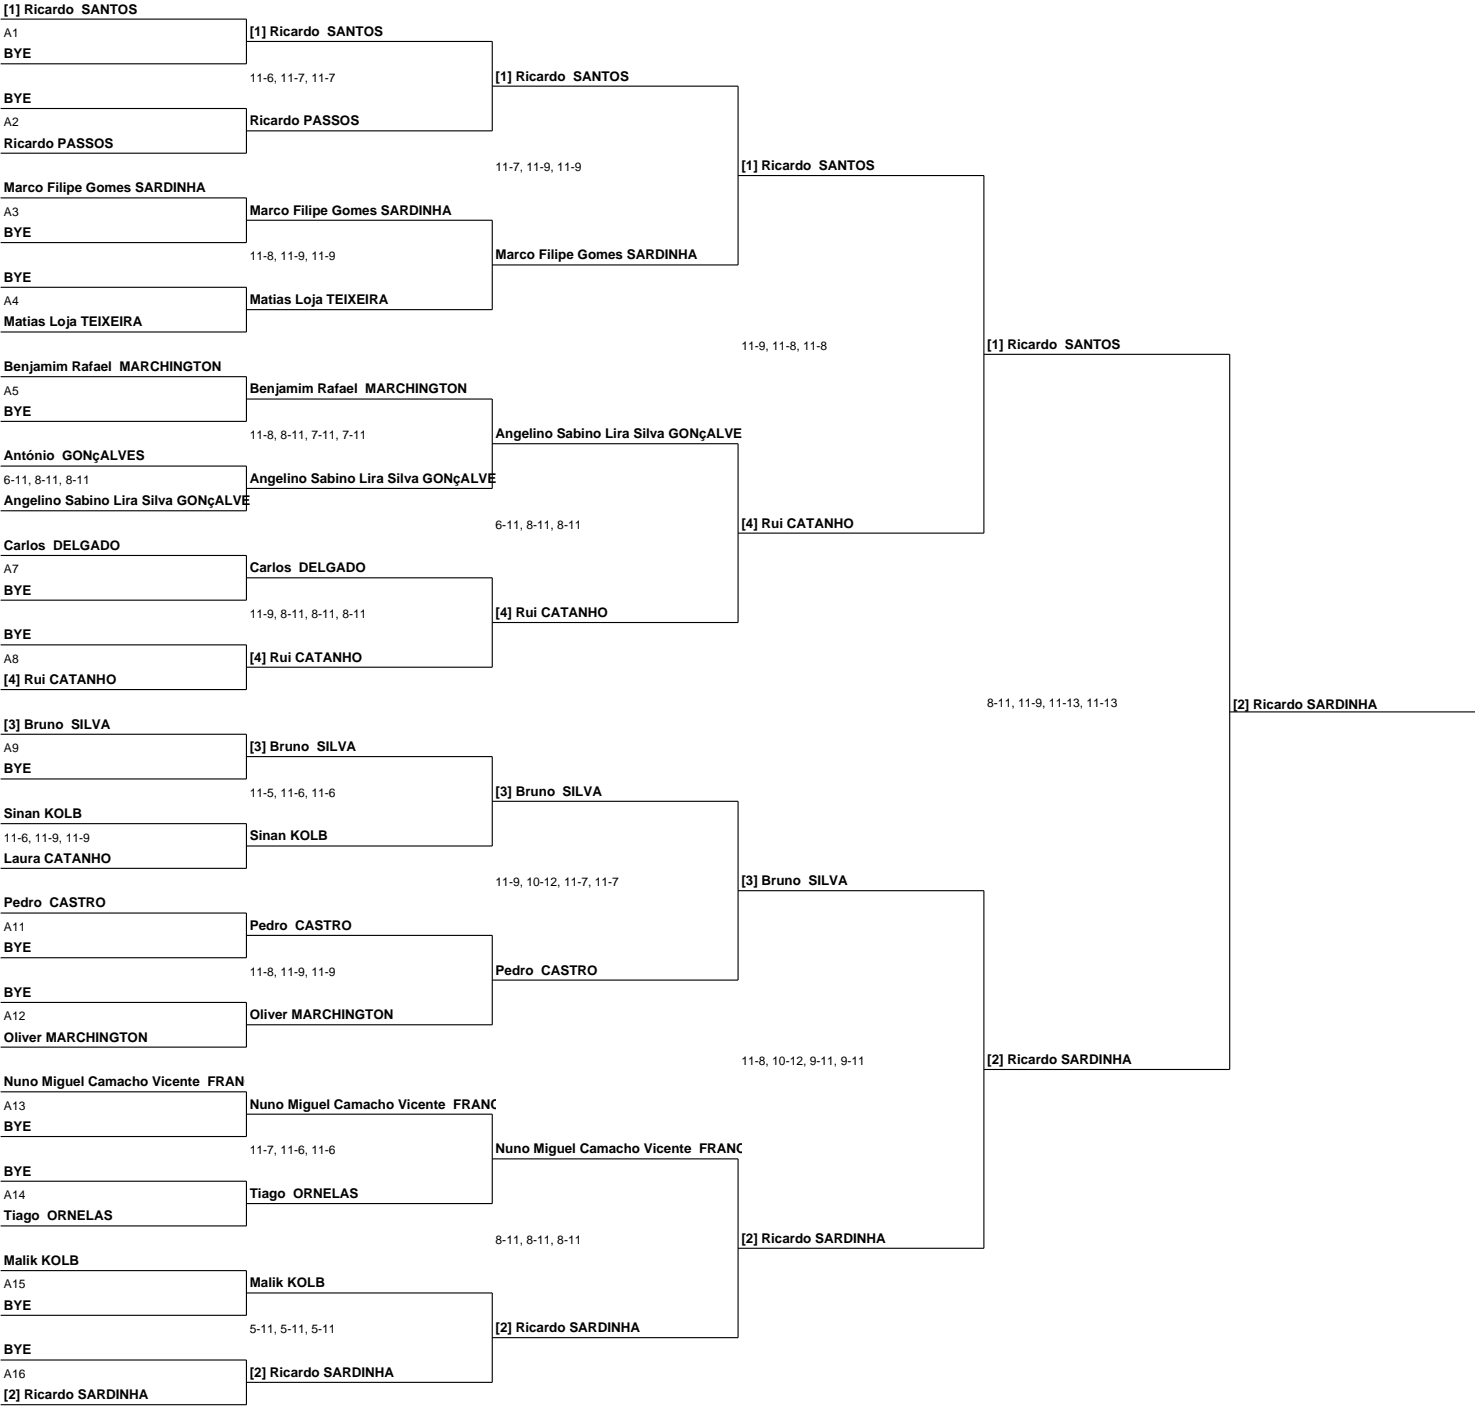 [1] Ricardo  SANTOS
A1
BYE
BYE
A2
Ricardo PASSOS
Marco Filipe Gomes SARDINHA
A3
BYE
BYE
A4
Matias Loja TEIXEIRA
Benjamim Rafael  MARCHINGTON
A5
BYE
António  GONçALVES
6-11, 8-11, 8-11
Angelino Sabino Lira Silva GONçALVE
Carlos  DELGADO
A7
BYE
BYE
A8
[4] Rui CATANHO
[3] Bruno  SILVA
A9
BYE
Sinan KOLB
11-6, 11-9, 11-9
Laura CATANHO
Pedro  CASTRO
A11
BYE
BYE
A12
Oliver MARCHINGTON
Nuno Miguel Camacho Vicente  FRAN
A13
BYE
BYE
A14
Tiago  ORNELAS
Malik KOLB
A15
BYE
BYE
A16
[2] Ricardo SARDINHA
[1] Ricardo  SANTOS
11-6, 11-7, 11-7
Ricardo PASSOS
Marco Filipe Gomes SARDINHA
11-8, 11-9, 11-9
Matias Loja TEIXEIRA
Benjamim Rafael  MARCHINGTON
11-8, 8-11, 7-11, 7-11
Angelino Sabino Lira Silva GONçALVE
Carlos  DELGADO
11-9, 8-11, 8-11, 8-11
[4] Rui CATANHO
[3] Bruno  SILVA
11-5, 11-6, 11-6
Sinan KOLB
Pedro  CASTRO
11-8, 11-9, 11-9
Oliver MARCHINGTON
Nuno Miguel Camacho Vicente  FRANC
11-7, 11-6, 11-6
Tiago  ORNELAS
Malik KOLB
5-11, 5-11, 5-11
[2] Ricardo SARDINHA
[1] Ricardo  SANTOS
11-7, 11-9, 11-9
Marco Filipe Gomes SARDINHA
Angelino Sabino Lira Silva GONçALVE
6-11, 8-11, 8-11
[4] Rui CATANHO
[3] Bruno  SILVA
11-9, 10-12, 11-7, 11-7
Pedro  CASTRO
Nuno Miguel Camacho Vicente  FRANC
8-11, 8-11, 8-11
[2] Ricardo SARDINHA
[1] Ricardo  SANTOS
11-9, 11-8, 11-8
[4] Rui CATANHO
[3] Bruno  SILVA
11-8, 10-12, 9-11, 9-11
[2] Ricardo SARDINHA
[1] Ricardo  SANTOS
8-11, 11-9, 11-13, 11-13
[2] Ricardo SARDINHA
[2] Ricardo SARDINHA